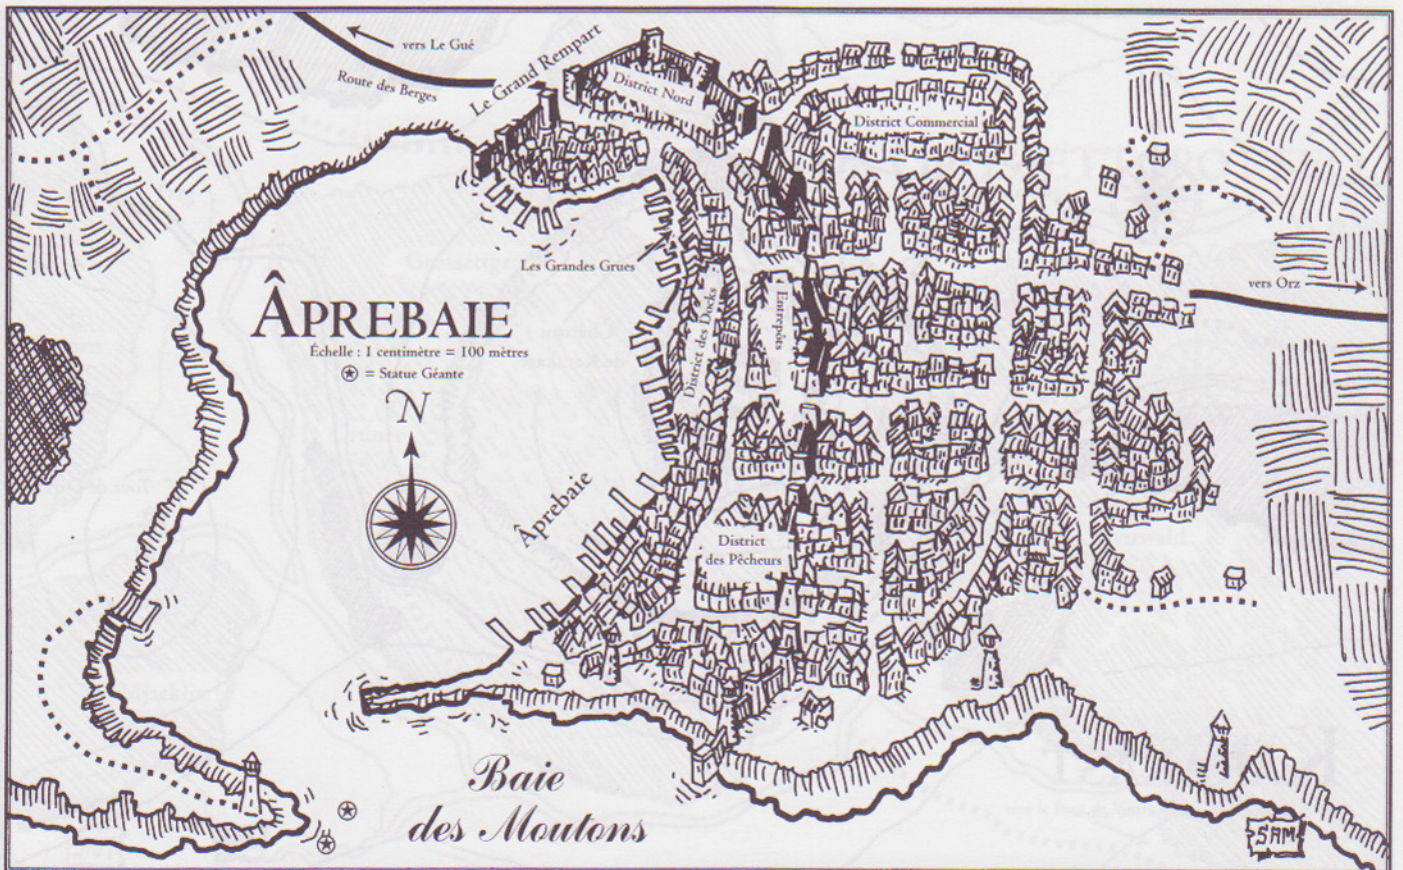 vers Le Gué
Route des Berges
Le Grand Rempart
District Nord
District Commercial
Les Grandes Grues
ÂPREBAIE
Échelle : 1 centimètre = 100 mètres
= Statue Géante
N
District des Docks
Entrepôts
vers Orz
Âprebaie
District
des Pêcheurs
Baie
des Moutons
SAM